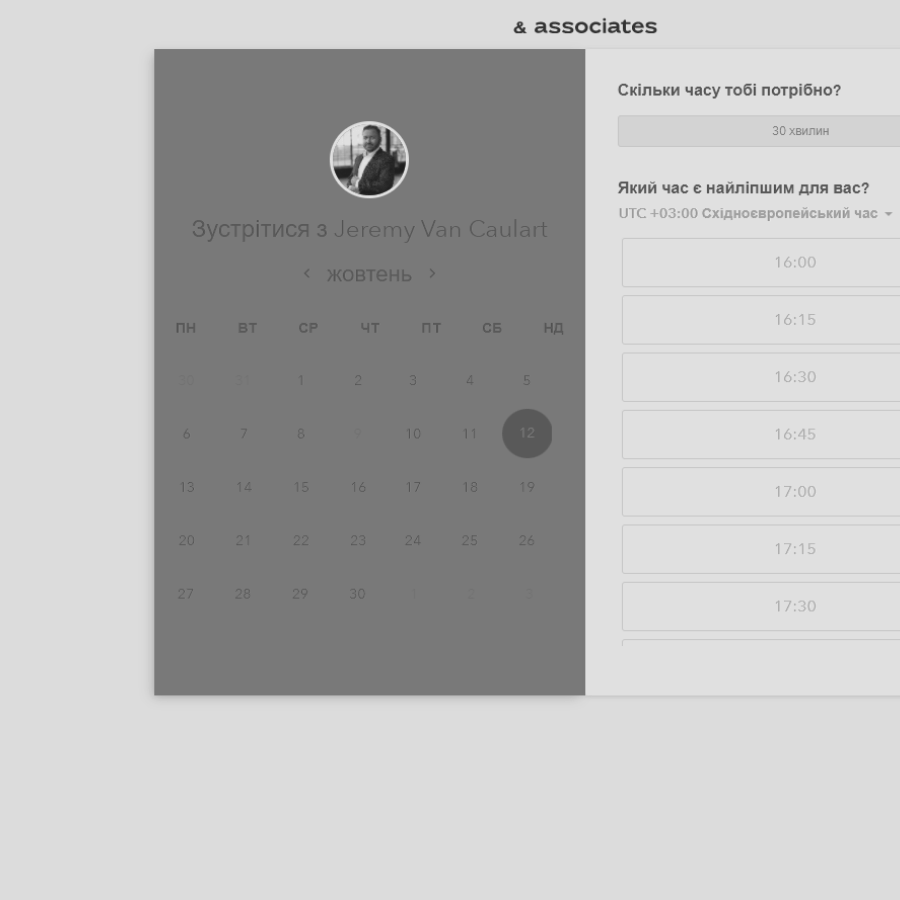 & associates
Зустрітися з Jeremy Van Caulart
жовтень
ПН ВТ СР ЧТ ПТ СБ НД
30 31 1 2 3 4 5
6 7 8 9 10 11 12
13 14 15 16 17 18 19
20 21 22 23 24 25 26
27 28 29 30 1 2 3
Скільки часу тобі потрібно?
30 хвилин
Який час є найліпшим для вас?
UTC +03:00 Східноєвропейський час
16:00
16:15
16:30
16:45
17:00
17:15
17:30